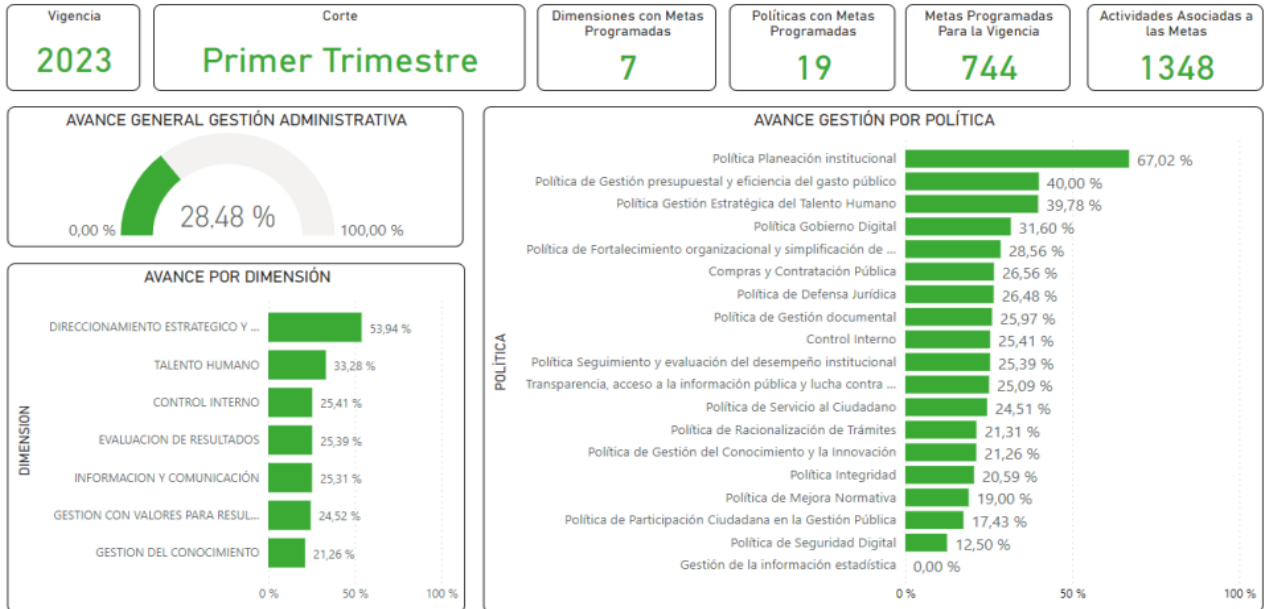 Vigencia
2023
Corte
Primer Trimestre
Dimensiones con Metas
Programadas
7
Políticas con Metas
Programadas
19
Metas Programadas
Para la Vigencia
744
Actividades Asociadas a
las Metas
1348
AVANCE GENERAL GESTIÓN ADMINISTRATIVA
28,48 %
0,00 %
100,00 %
AVANCE POR DIMENSIÓN
DIMENSION
DIRECCIONAMIENTO ESTRATEGICO Y ... 53,94 %
TALENTO HUMANO 33,28 %
CONTROL INTERNO 25,41 %
EVALUACION DE RESULTADOS 25,39 %
INFORMACION Y COMUNICACIÓN 25,31 %
GESTION CON VALORES PARA RESUL... 24,52 %
GESTION DEL CONOCIMIENTO 21,26 %
0 % 50 % 100 %
AVANCE GESTIÓN POR POLÍTICA
POLÍTICA
Política Planeación institucional 67,02 %
Política de Gestión presupuestal y eficiencia del gasto público 40,00 %
Política Gestión Estratégica del Talento Humano 39,78 %
Política Gobierno Digital 31,60 %
Política de Fortalecimiento organizacional y simplificación de ... 28,56 %
Compras y Contratación Pública 26,56 %
Política de Defensa Jurídica 26,48 %
Política de Gestión documental 25,97 %
Control Interno 25,41 %
Política Seguimiento y evaluación del desempeño institucional 25,39 %
Transparencia, acceso a la información pública y lucha contra ... 25,09 %
Política de Servicio al Ciudadano 24,51 %
Política de Racionalización de Trámites 21,31 %
Política de Gestión del Conocimiento y la Innovación 21,26 %
Política Integridad 20,59 %
Política de Mejora Normativa 19,00 %
Política de Participación Ciudadana en la Gestión Pública 17,43 %
Política de Seguridad Digital 12,50 %
Gestión de la información estadística 0,00 %
0 % 50 % 100 %